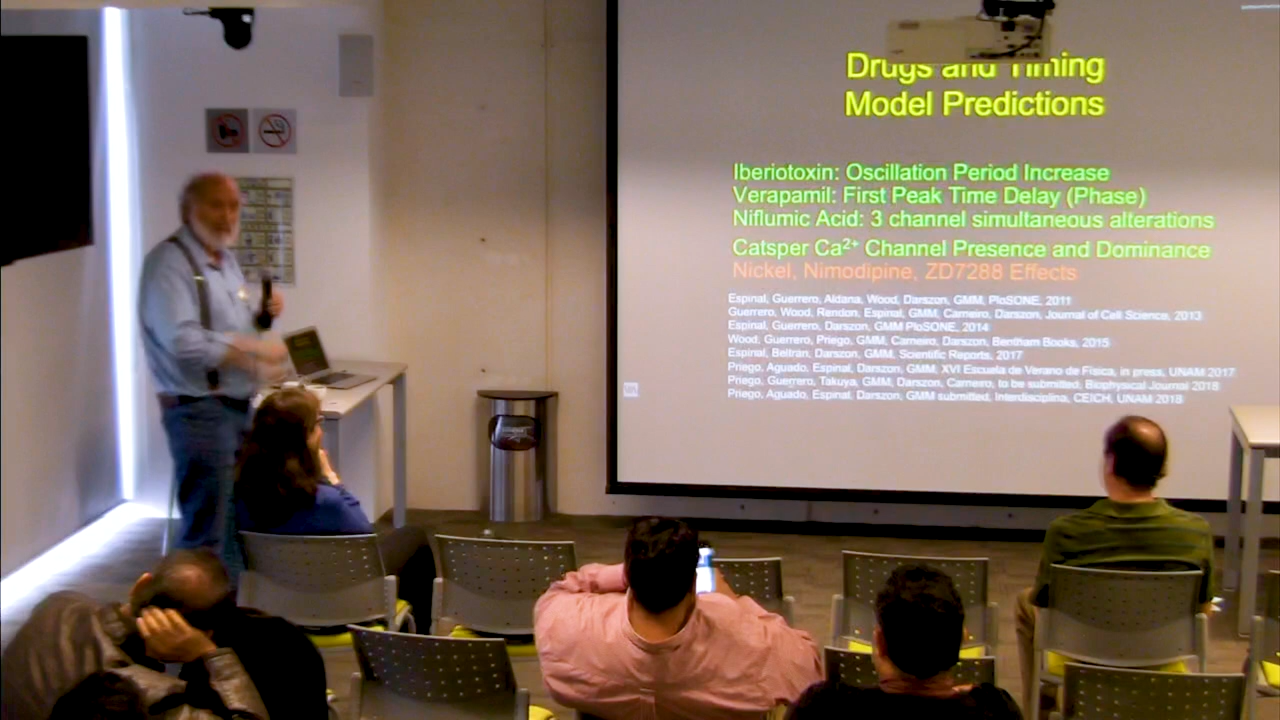 Drugs and Timing
Model Predictions
Iberiotoxin: Oscillation Period Increase
Verapamil: First Peak Time Delay (Phase)
Niflumic Acid: 3 channel simultaneous alterations
Catsper Ca²⁺ Channel Presence and Dominance
Nickel, Nimodipine, ZD7288 Effects
Espinal, Guerrero, Aldana, Wood, Darszon, GMM, PloSONE, 2011
Guerrero, Wood, Rendon, Espinal, GMM, Carneiro, Darszon, Journal of Cell Science, 2013
Espinal, Guerrero, Darszon, GMM PloSONE, 2014
Wood, Guerrero, Priego, GMM, Carneiro, Darszon, Bentham Books, 2015
Espinal, Beltran, Darszon, GMM, Scientific Reports, 2017
Priego, Aguado, Espinal, Darszon, GMM, XVI Escuela de Verano de Física, in press, UNAM 2017
Priego, Guerrero, Takuya, GMM, Darszon, Carneiro, to be submitted, Biophysical Journal 2018
Priego, Aguado, Espinal, Darszon, GMM submitted, Interdisciplina, CEICH, UNAM 2018